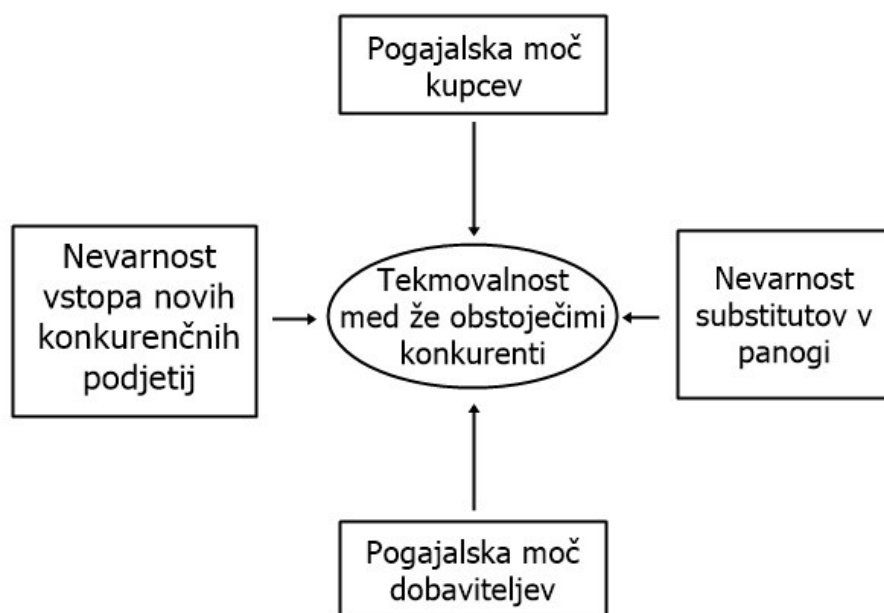 Pogajalska moč
kupcev
Nevarnost
vstopa novih
konkurenčnih
podjetij
Tekmovalnost
med že obstoječimi
konkurenti
Nevarnost
substitutov v
panogi
Pogajalska moč
dobaviteljev